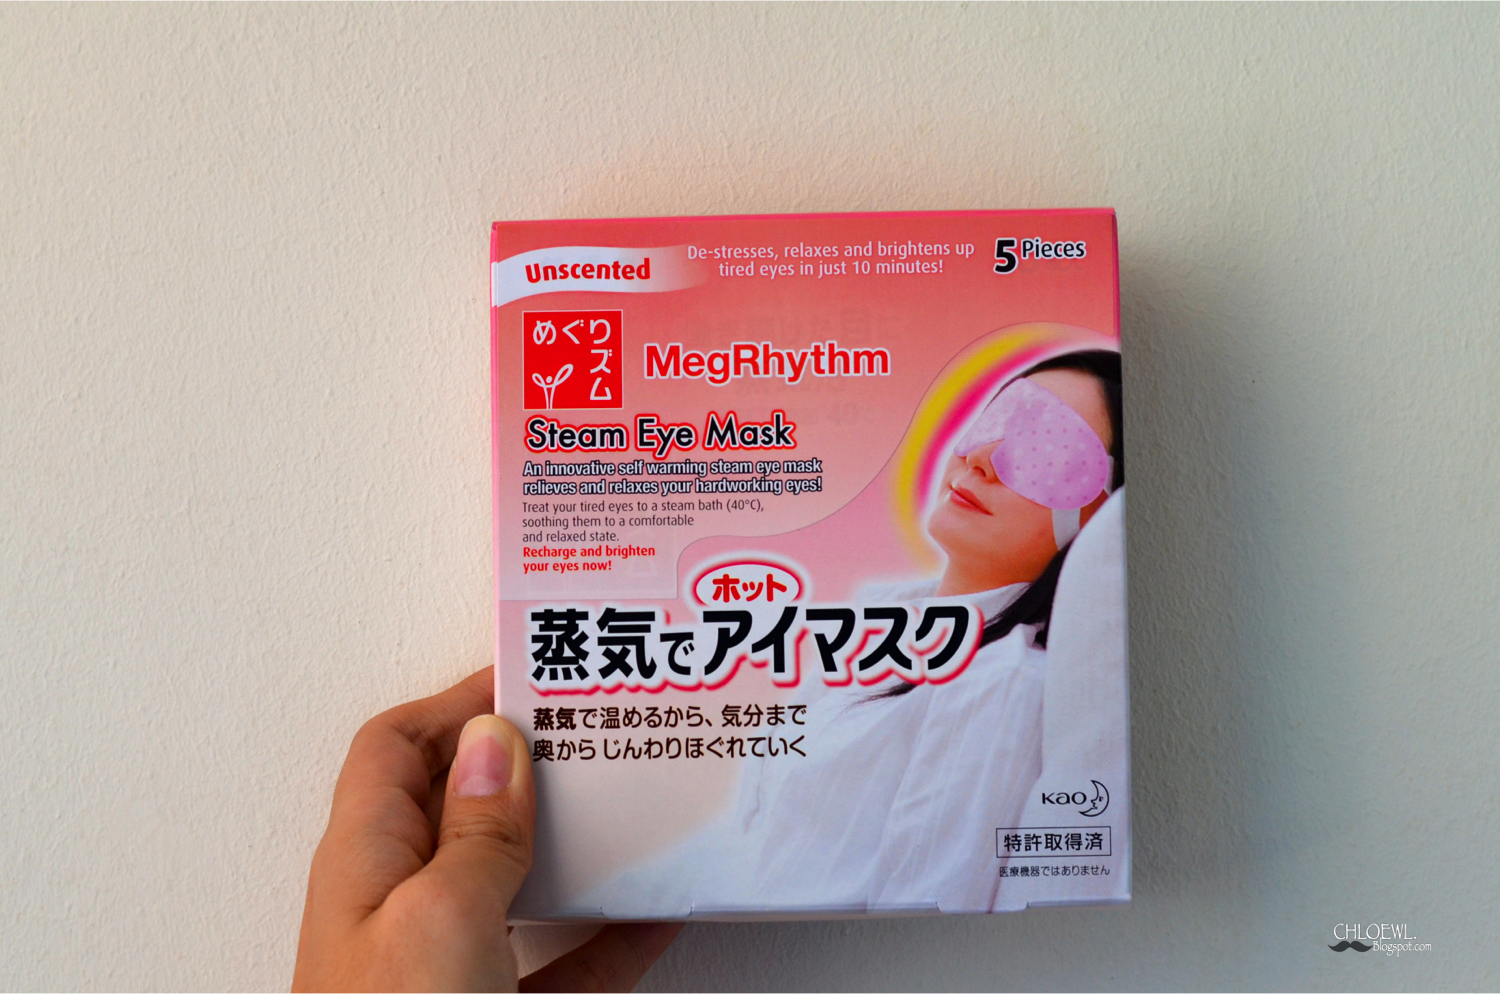 Unscented
De-stresses, relaxes and brightens up
tired eyes in just 10 minutes!
5 Pieces
めぐり
ズム
MegRhythm
Steam Eye Mask
An innovative self warming steam eye mask
relieves and relaxes your hardworking eyes!
Treat your tired eyes to a steam bath (40°C),
soothing them to a comfortable
and relaxed state.
Recharge and brighten
your eyes now!
ホット
蒸気でアイマスク
蒸気で温めるから、気分まで
奥からじんわりほぐれていく
Kao
特許取得済
医療機器ではありません
CHLOEWL.
Blogspot.com